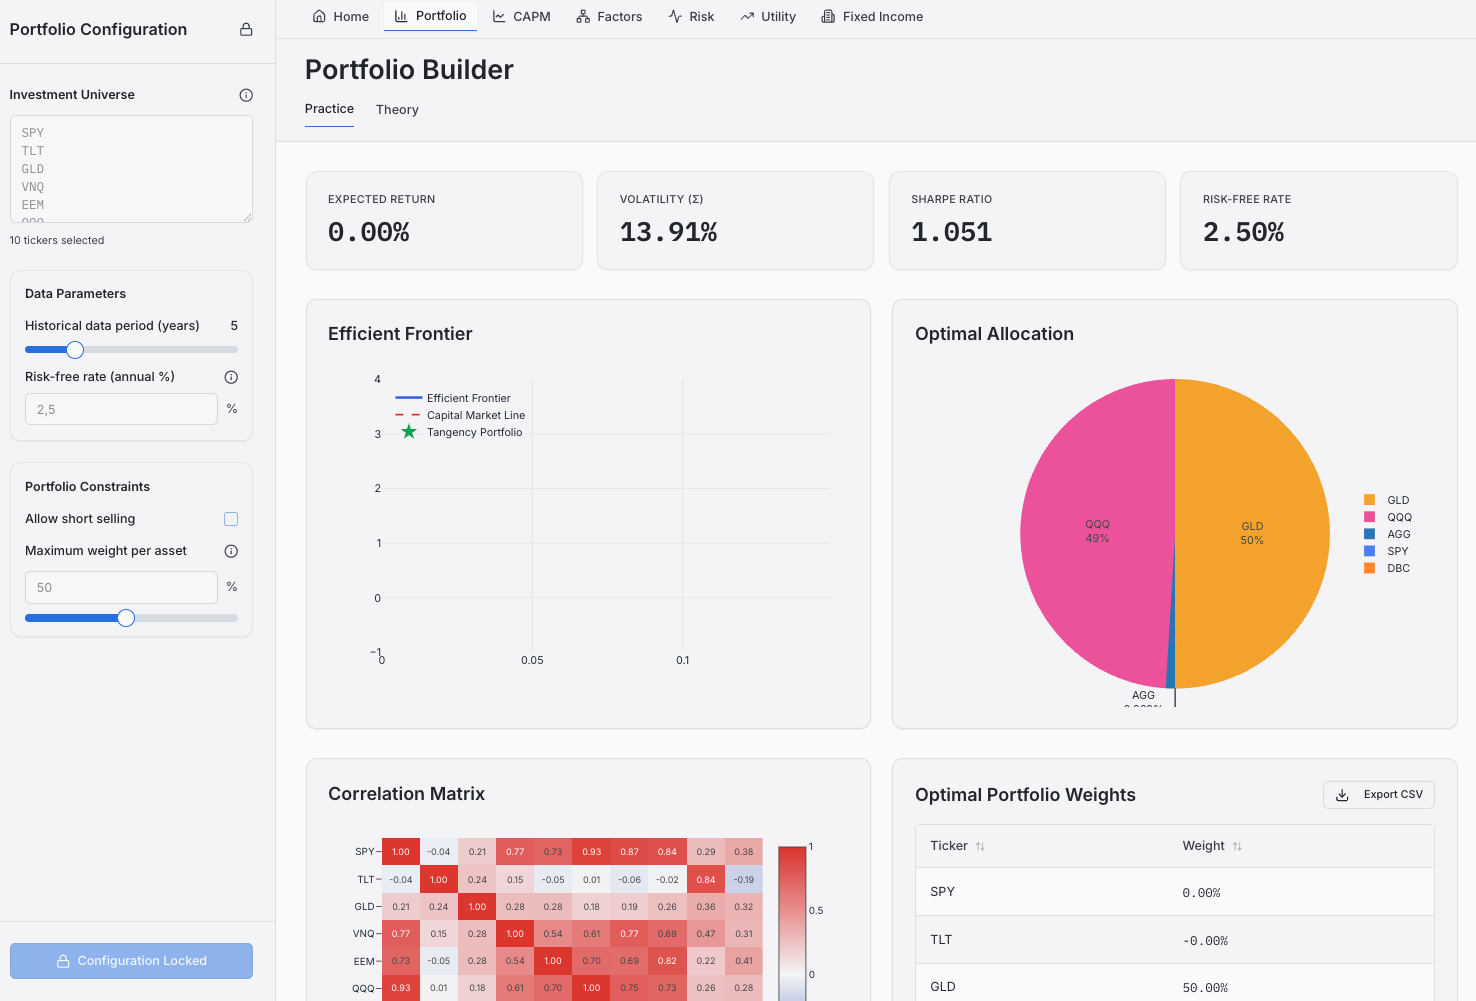 Portfolio Configuration
Investment Universe
SPY
TLT
GLD
VNQ
EEM
QQQ
10 tickers selected
Data Parameters
Historical data period (years) 5
Risk-free rate (annual %)
2,5 %
Portfolio Constraints
Allow short selling
Maximum weight per asset
50 %
Configuration Locked
Home Portfolio CAPM Factors Risk Utility Fixed Income
Portfolio Builder
Practice Theory
EXPECTED RETURN
0.00%
VOLATILITY (Σ)
13.91%
SHARPE RATIO
1.051
RISK-FREE RATE
2.50%
Efficient Frontier
4
3
2
1
0
−1
0 0.05 0.1
Efficient Frontier
Capital Market Line
Tangency Portfolio
Optimal Allocation
QQQ
49%
GLD
50%
AGG
GLD
QQQ
AGG
SPY
DBC
Correlation Matrix
SPY 1.00 -0.04 0.21 0.77 0.73 0.93 0.87 0.84 0.29 0.38
TLT -0.04 1.00 0.24 0.15 -0.05 0.01 -0.06 -0.02 0.84 -0.19
GLD 0.21 0.24 1.00 0.28 0.28 0.18 0.19 0.26 0.36 0.32
VNQ 0.77 0.15 0.28 1.00 0.54 0.61 0.77 0.69 0.47 0.31
EEM 0.73 -0.05 0.28 0.54 1.00 0.70 0.69 0.82 0.22 0.41
QQQ 0.93 0.01 0.18 0.61 0.70 1.00 0.75 0.73 0.26 0.28
1
0.5
0
Optimal Portfolio Weights
Export CSV
Ticker Weight
SPY 0.00%
TLT -0.00%
GLD 50.00%